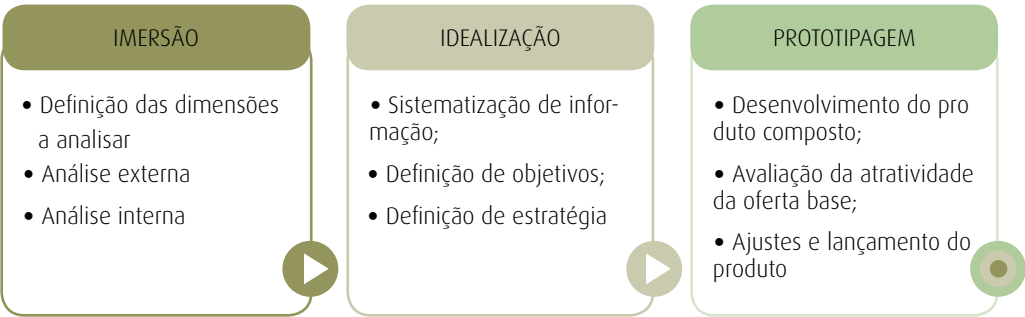 IMERSÃO
• Definição das dimensões
a analisar
• Análise externa
• Análise interna
IDEALIZAÇÃO
• Sistematização de infor-
mação;
• Definição de objetivos;
• Definição de estratégia
PROTOTIPAGEM
• Desenvolvimento do pro
duto composto;
• Avaliação da atratividade
da oferta base;
• Ajustes e lançamento do
produto